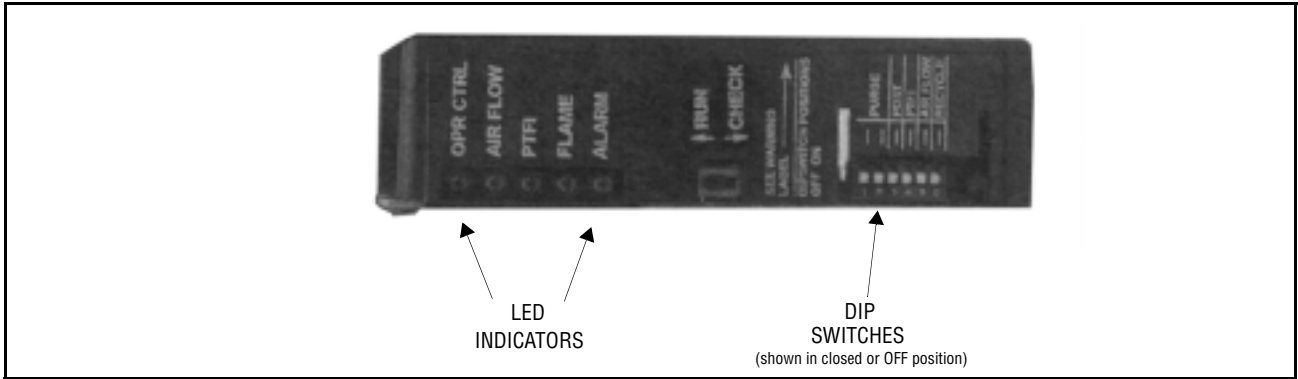 OPR CTRL
AIR FLOW
PTFI
FLAME
ALARM
RUN
CHECK
SEE WARNING
LABEL
DIPSWITCH POSITIONS
OFF ON
PURGE
POST
PTFI
AIR FLOW
RECYCLE
LED
INDICATORS
DIP
SWITCHES
(shown in closed or OFF position)